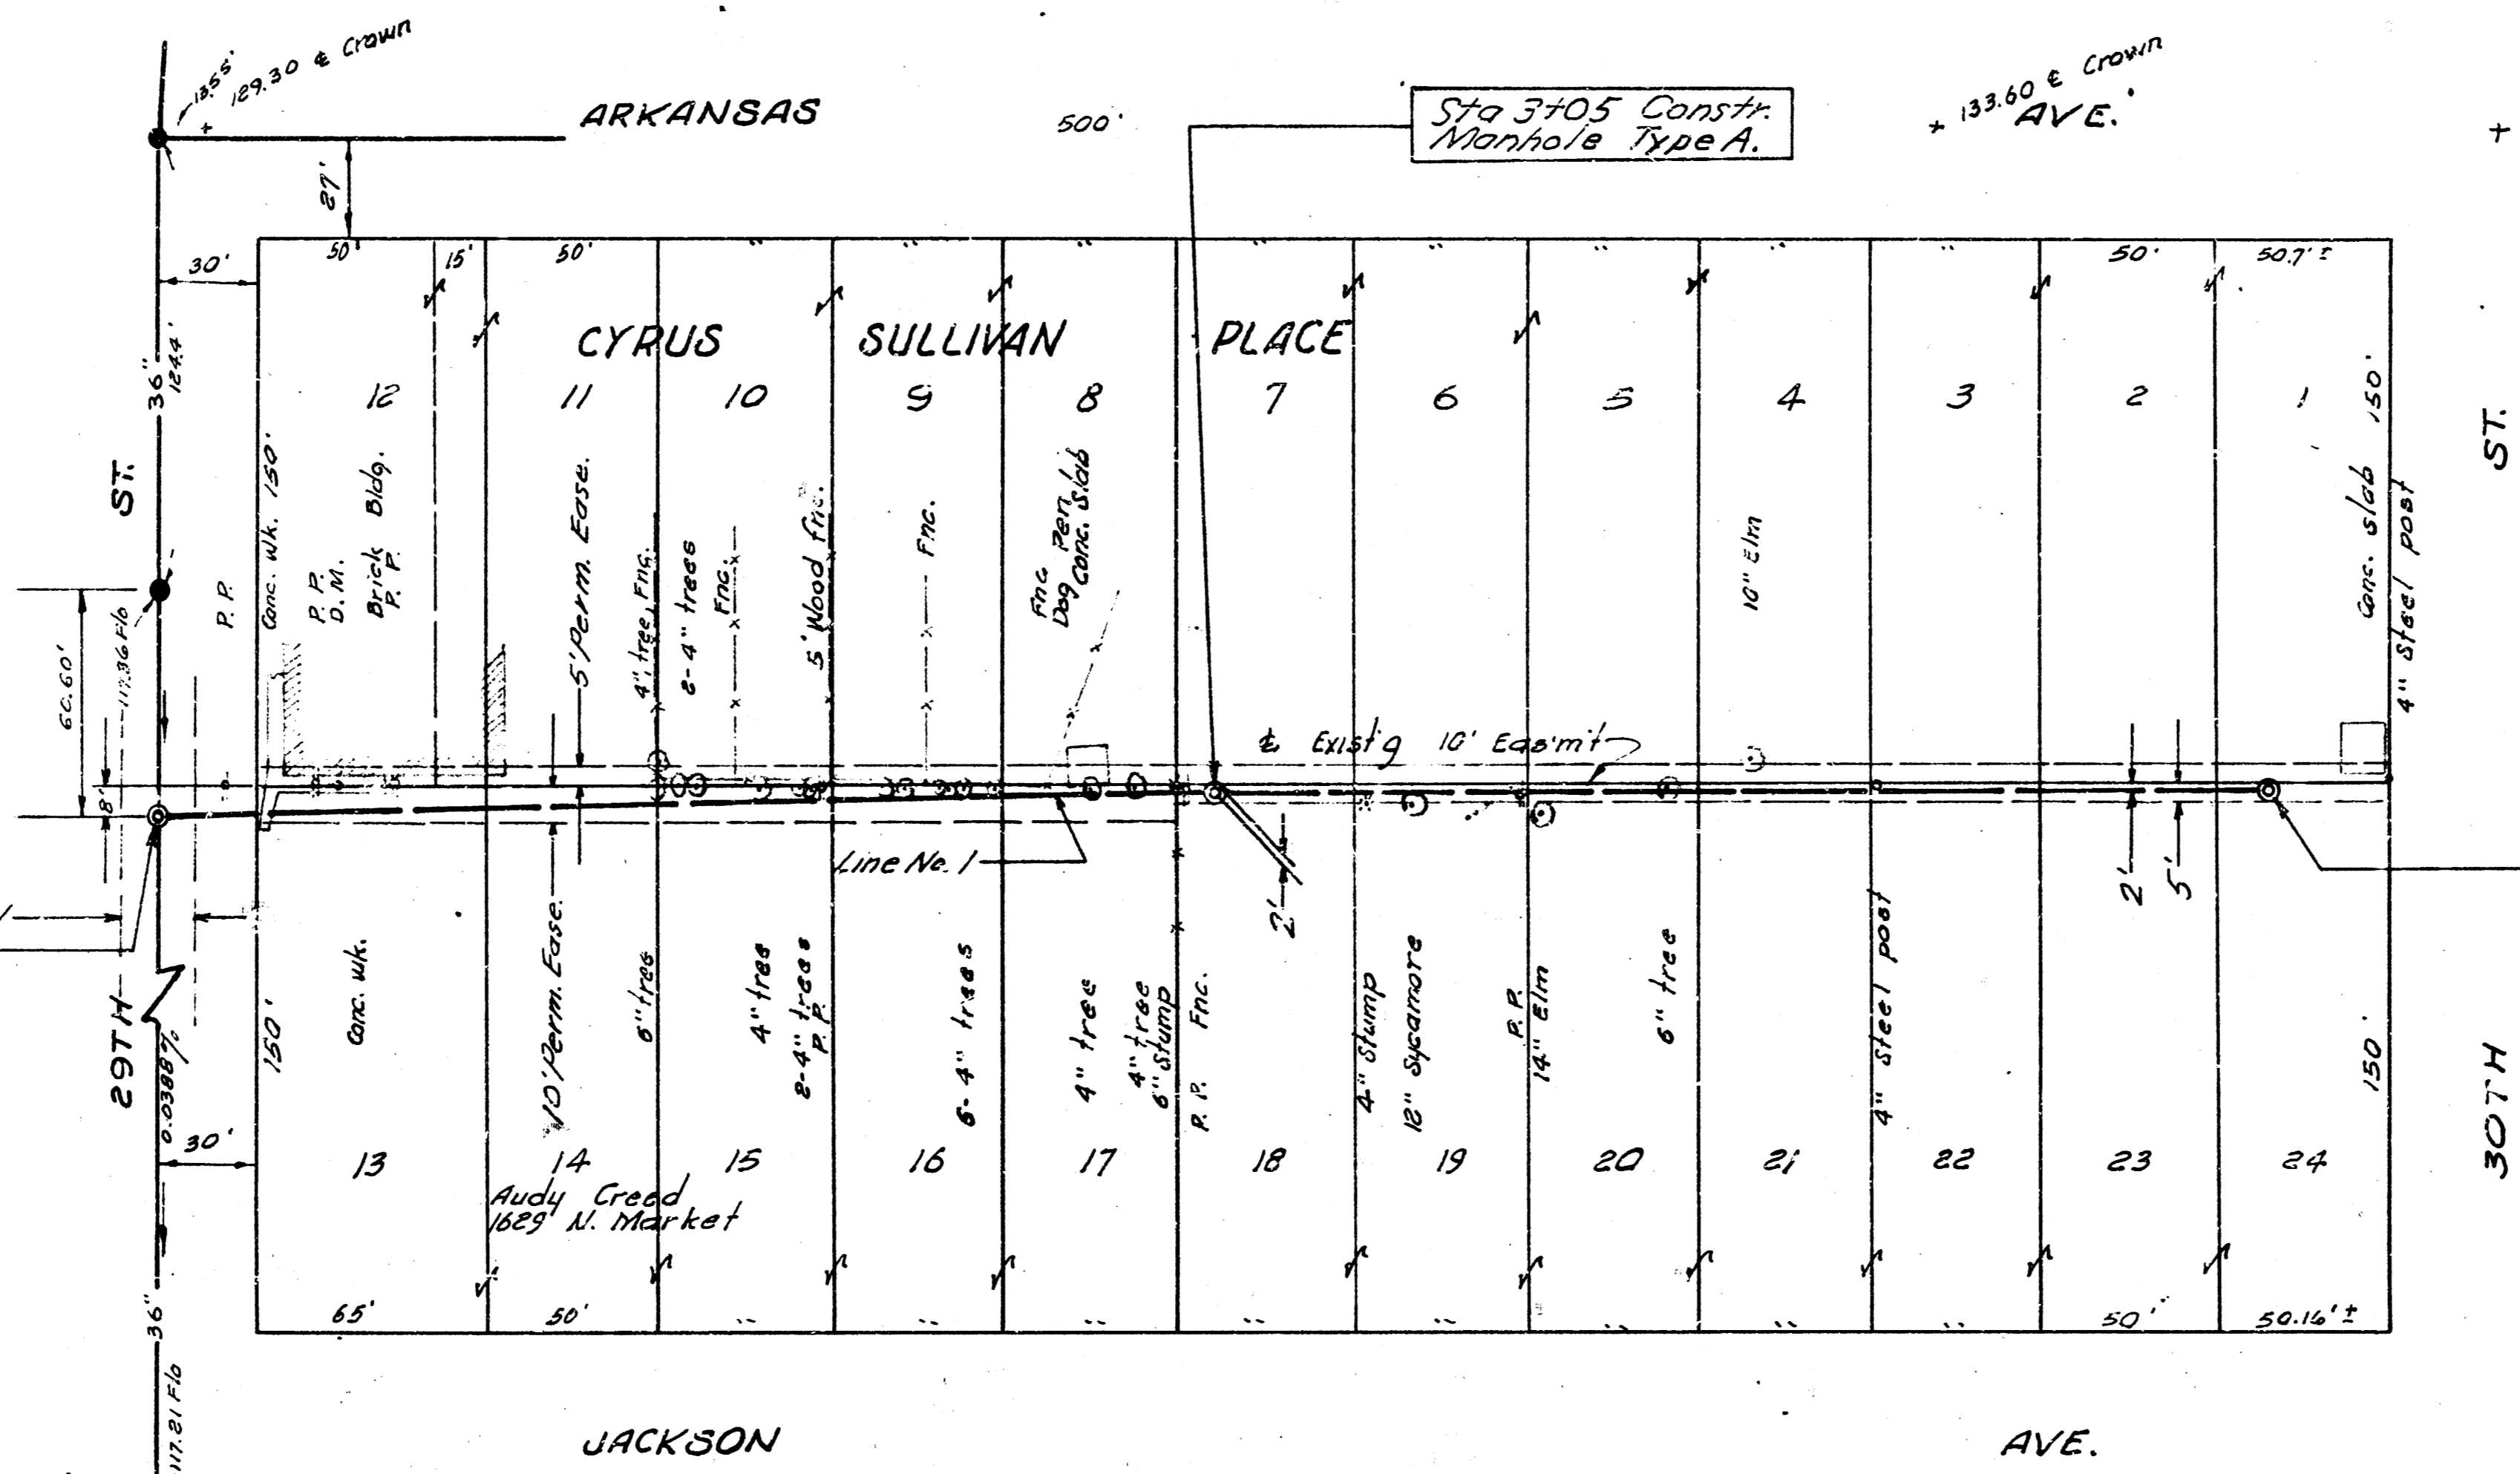 13.55'
129.30 ℄ Crown
ARKANSAS
500'
Sta 3+05 Constr.
Manhole Type A.
133.60 ℄ Crown
AVE.
27'
30'
50'
15'
50'
"
"
"
"
"
"
"
50'
50.7'±
36"
124.4'
CYRUS SULLIVAN PLACE
12
11
10
9
8
7
6
5
4
3
2
1
150'
ST.
ST.
P.P.
Conc. Wk. 150'
P.P.
D.M.
Brick Bldg.
P.P.
5' Perm. Ease.
4" tree, Fnc.
2-4" trees
Fnc.
5' Wood Fnc.
Fnc.
Fnc
Dog Pen
Conc. Slab
10" Elm
Conc. slab
4" steel post
60.60'
117.36 Flo
8'
℄ Exist'g 10' Eas'm't
Line No. 1
2'
2'
5'
29TH
0.0388%
150'
Conc. Wk.
10' Perm. Ease.
6" trees
4" tree
2-4" trees
P.P.
6-4" trees
4" tree
4" tree
6" Stump
P.P. Fnc.
4" Stump
12" Sycamore
P.P.
14" Elm
6" tree
4" steel post
150'
30TH
30'
13
14
15
16
17
18
19
20
21
22
23
24
Audy Creed
1629 N. Market
36"
65'
50'
"
"
"
"
"
"
"
"
50'
50.16'±
117.21 Flo
JACKSON
AVE.